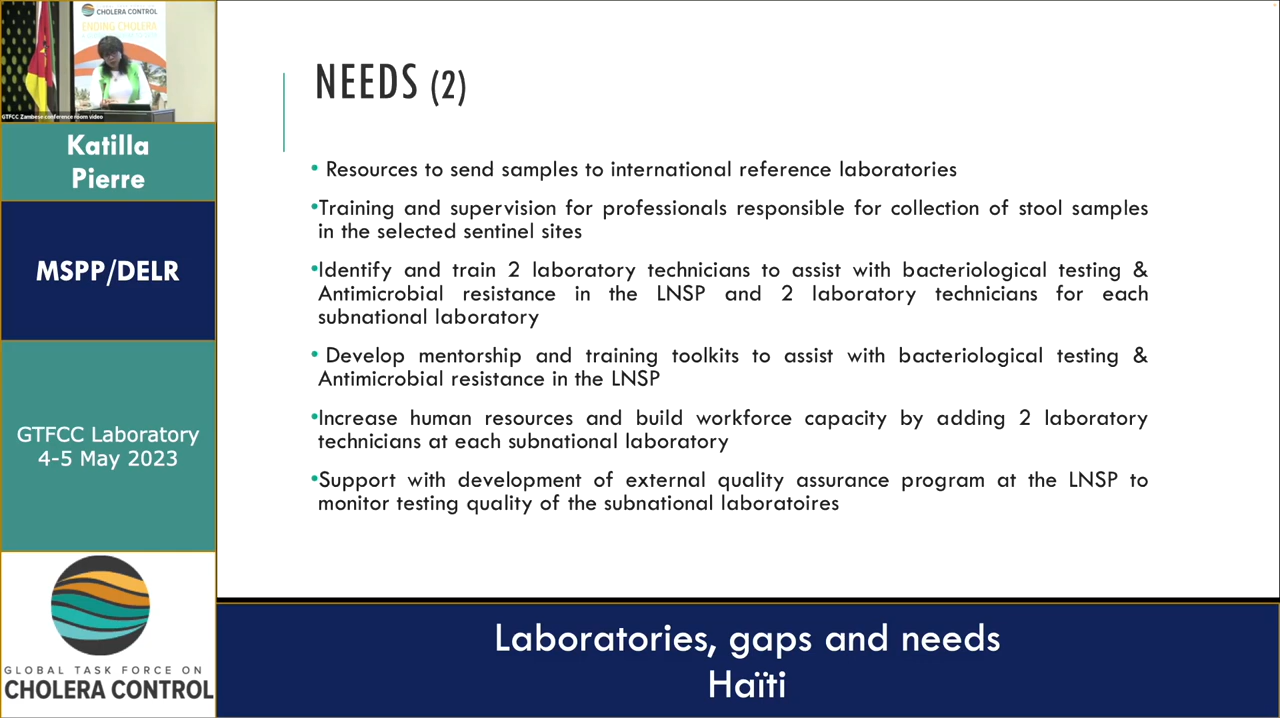 CHOLERA CONTROL
ENDING CHOLERA
GTFCC Zambese conference room video
Katilla
Pierre
MSPP/DELR
GTFCC Laboratory
4-5 May 2023
GLOBAL TASK FORCE ON
CHOLERA CONTROL
NEEDS (2)
• Resources to send samples to international reference laboratories
•Training and supervision for professionals responsible for collection of stool samples
in the selected sentinel sites
•Identify and train 2 laboratory technicians to assist with bacteriological testing &
Antimicrobial resistance in the LNSP and 2 laboratory technicians for each
subnational laboratory
• Develop mentorship and training toolkits to assist with bacteriological testing &
Antimicrobial resistance in the LNSP
•Increase human resources and build workforce capacity by adding 2 laboratory
technicians at each subnational laboratory
•Support with development of external quality assurance program at the LNSP to
monitor testing quality of the subnational laboratoires
Laboratories, gaps and needs
Haïti